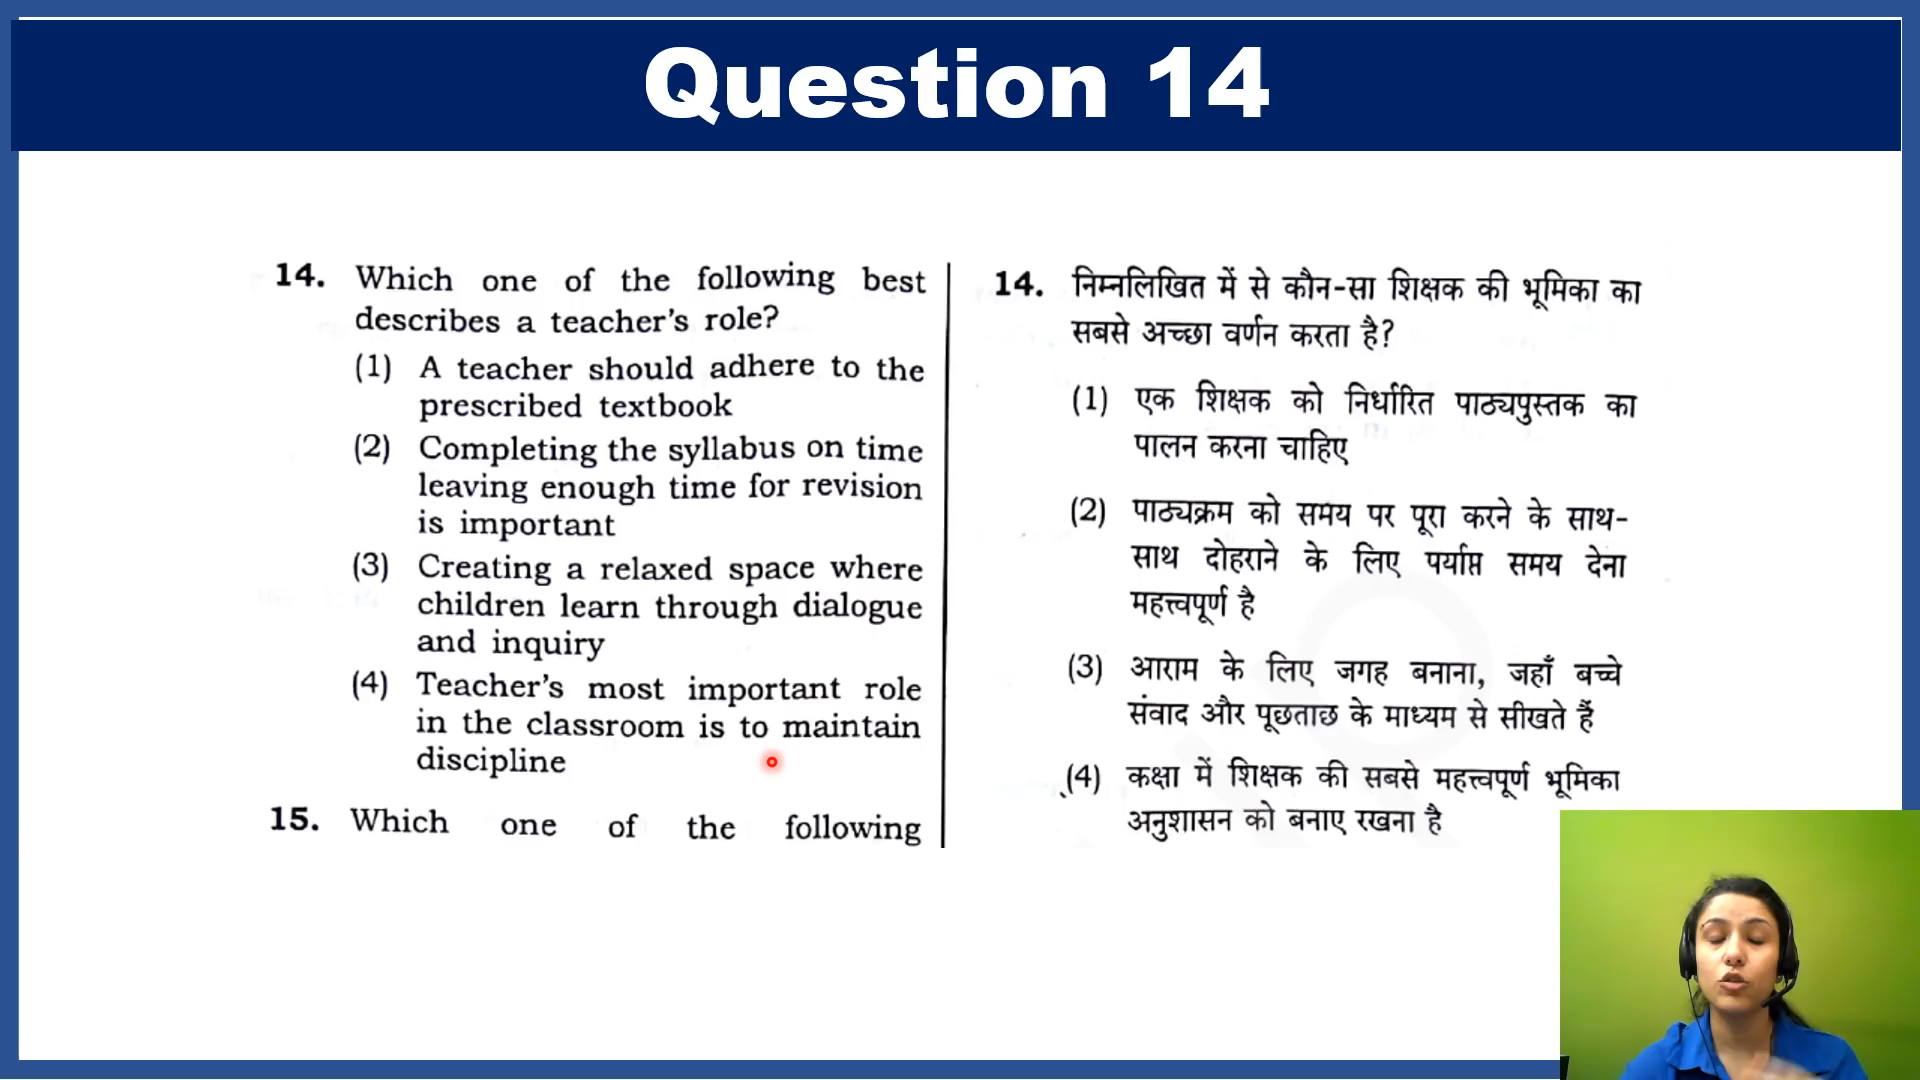 Question 14
14. Which one of the following best
describes a teacher's role?
(1) A teacher should adhere to the
prescribed textbook
(2) Completing the syllabus on time
leaving enough time for revision
is important
(3) Creating a relaxed space where
children learn through dialogue
and inquiry
(4) Teacher's most important role
in the classroom is to maintain
discipline
15. Which one of the following
14. निम्नलिखित में से कौन-सा शिक्षक की भूमिका का
सबसे अच्छा वर्णन करता है?
(1) एक शिक्षक को निर्धारित पाठ्यपुस्तक का
पालन करना चाहिए
(2) पाठ्यक्रम को समय पर पूरा करने के साथ-
साथ दोहराने के लिए पर्याप्त समय देना
महत्त्वपूर्ण है
(3) आराम के लिए जगह बनाना, जहाँ बच्चे
संवाद और पूछताछ के माध्यम से सीखते हैं
(4) कक्षा में शिक्षक की सबसे महत्त्वपूर्ण भूमिका
अनुशासन को बनाए रखना है